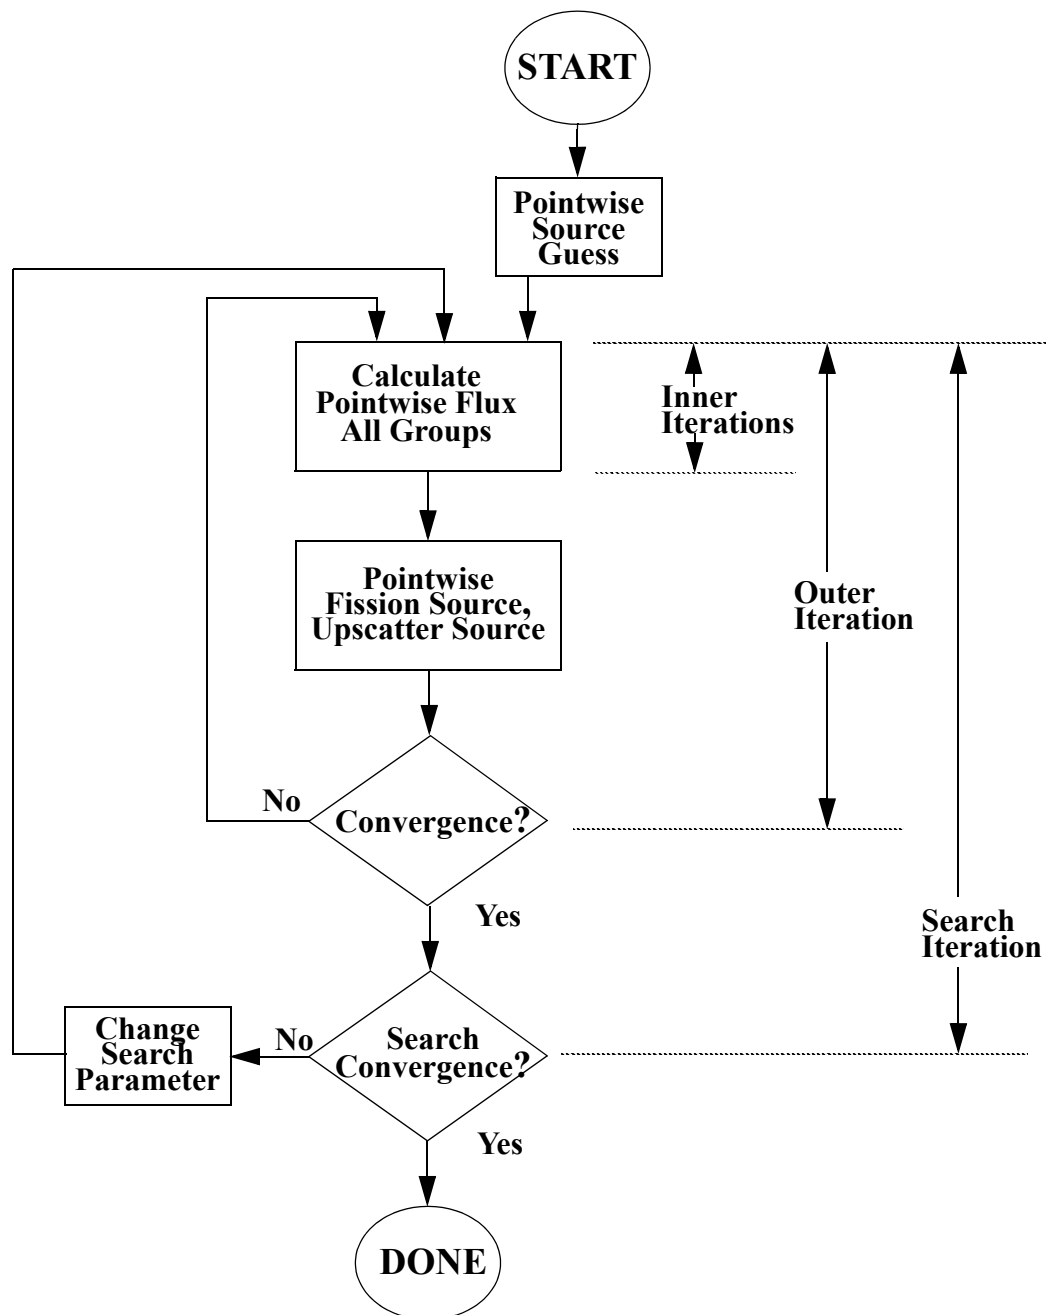 START
Pointwise
Source
Guess
Calculate
Pointwise Flux
All Groups
Inner
Iterations
Pointwise
Fission Source,
Upscatter Source
Outer
Iteration
No
Convergence?
Yes
Search
Iteration
Change
Search
Parameter
No
Search
Convergence?
Yes
DONE